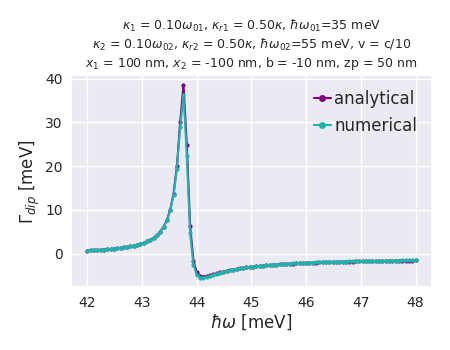 κ₁ = 0.10ω₀₁, κᵣ₁ = 0.50κ, ħω₀₁=35 meV
κ₂ = 0.10ω₀₂, κᵣ₂ = 0.50κ, ħω₀₂=55 meV, v = c/10
x₁ = 100 nm, x₂ = -100 nm, b = -10 nm, zp = 50 nm
40
30
20
10
0
Γ_dip [meV]
analytical
numerical
42 43 44 45 46 47 48
ħω [meV]